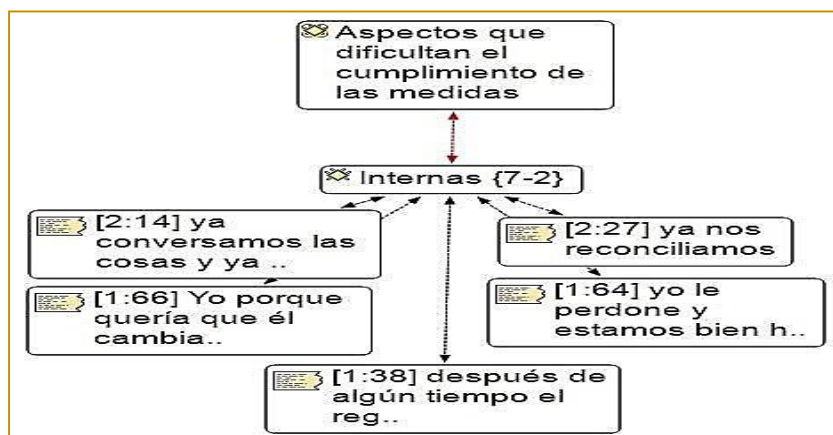 Aspectos que
dificultan el
cumplimiento de
las medidas
Internas {7-2}
[2:14] ya
conversamos las
cosas y ya ..
[2:27] ya nos
reconciliamos
[1:66] Yo porque
quería que él
cambia..
[1:64] yo le
perdone y
estamos bien h..
[1:38] después de
algún tiempo el
reg..